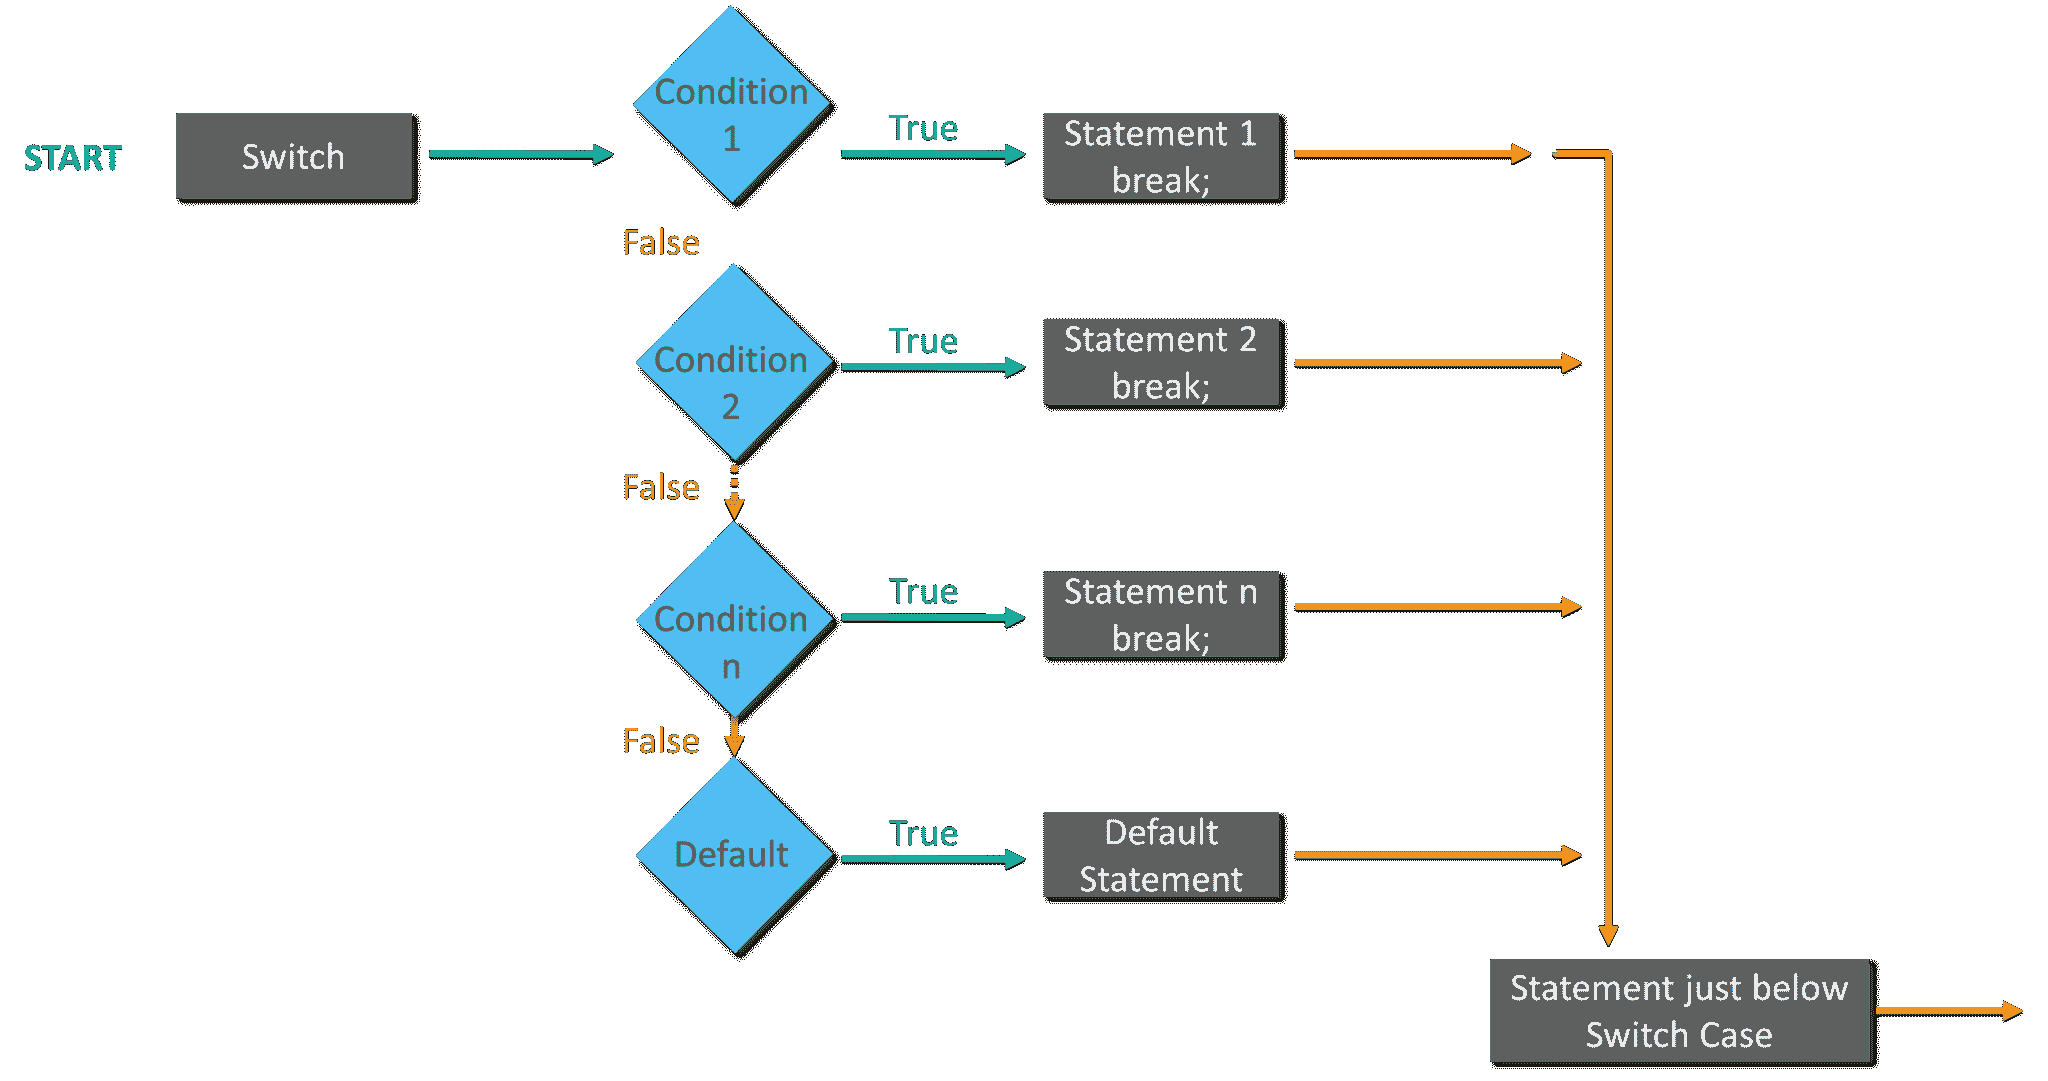 START
Switch
Condition
1
True
Statement 1
break;
False
Condition
2
True
Statement 2
break;
False
Condition
n
True
Statement n
break;
False
Default
True
Default
Statement
Statement just below
Switch Case